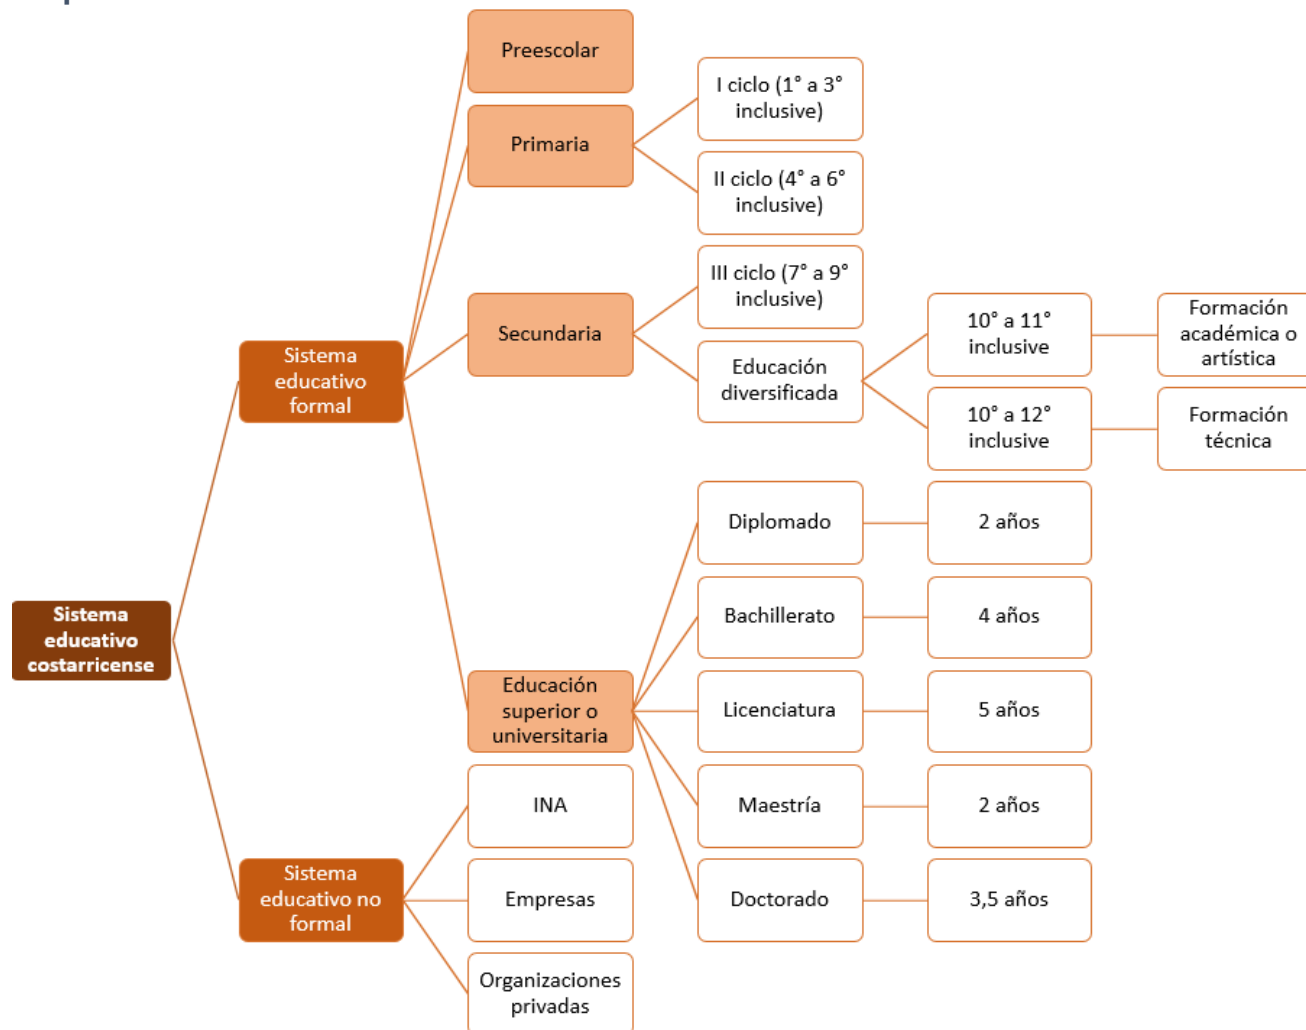 Preescolar
I ciclo (1° a 3°
inclusive)
Primaria
II ciclo (4° a 6°
inclusive)
III ciclo (7° a 9°
inclusive)
Secundaria
10° a 11°
inclusive
Formación
académica o
artística
Sistema
educativo
formal
Educación
diversificada
10° a 12°
inclusive
Formación
técnica
Diplomado
2 años
Bachillerato
4 años
Sistema
educativo
costarricense
Educación
superior o
universitaria
Licenciatura
5 años
INA
Maestría
2 años
Sistema
educativo no
formal
Empresas
Doctorado
3,5 años
Organizaciones
privadas